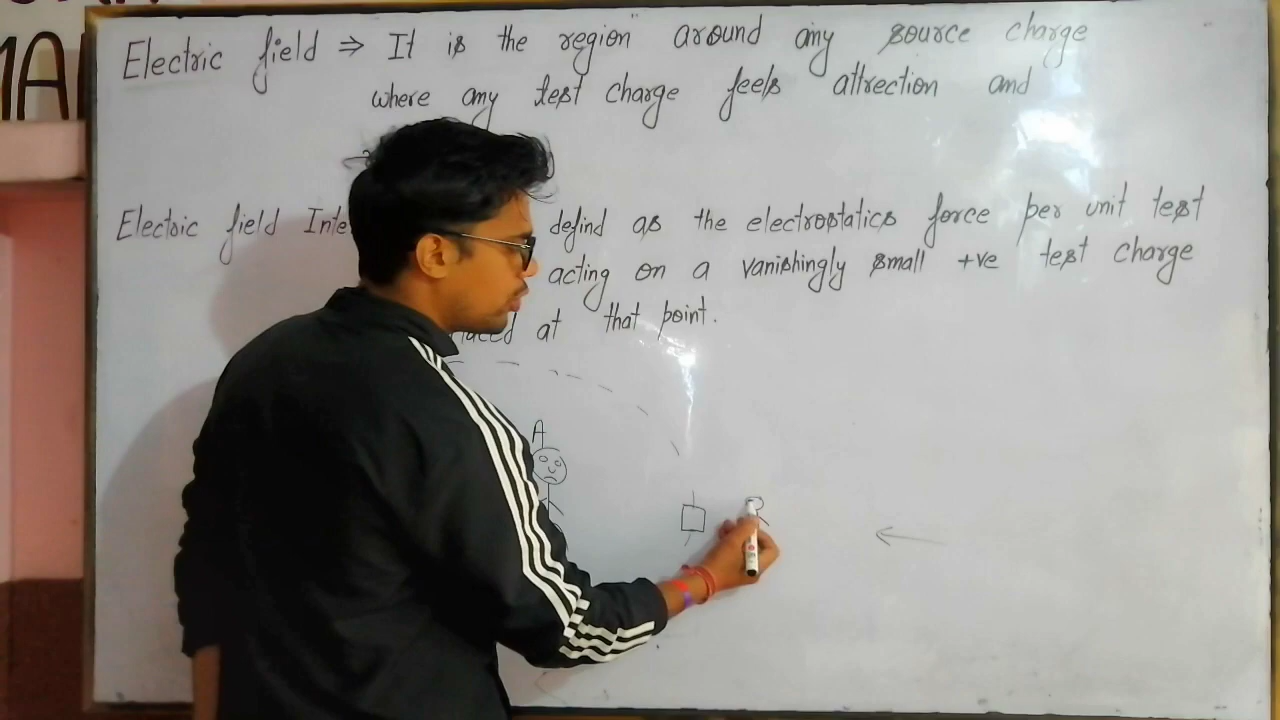 Electric field ⇒ It is the region" around any source charge
where any test charge feels attrection and
Electric field Inte defind as the electrostatics force per unit test
acting on a vanishingly small +ve test charge
at that point.
A